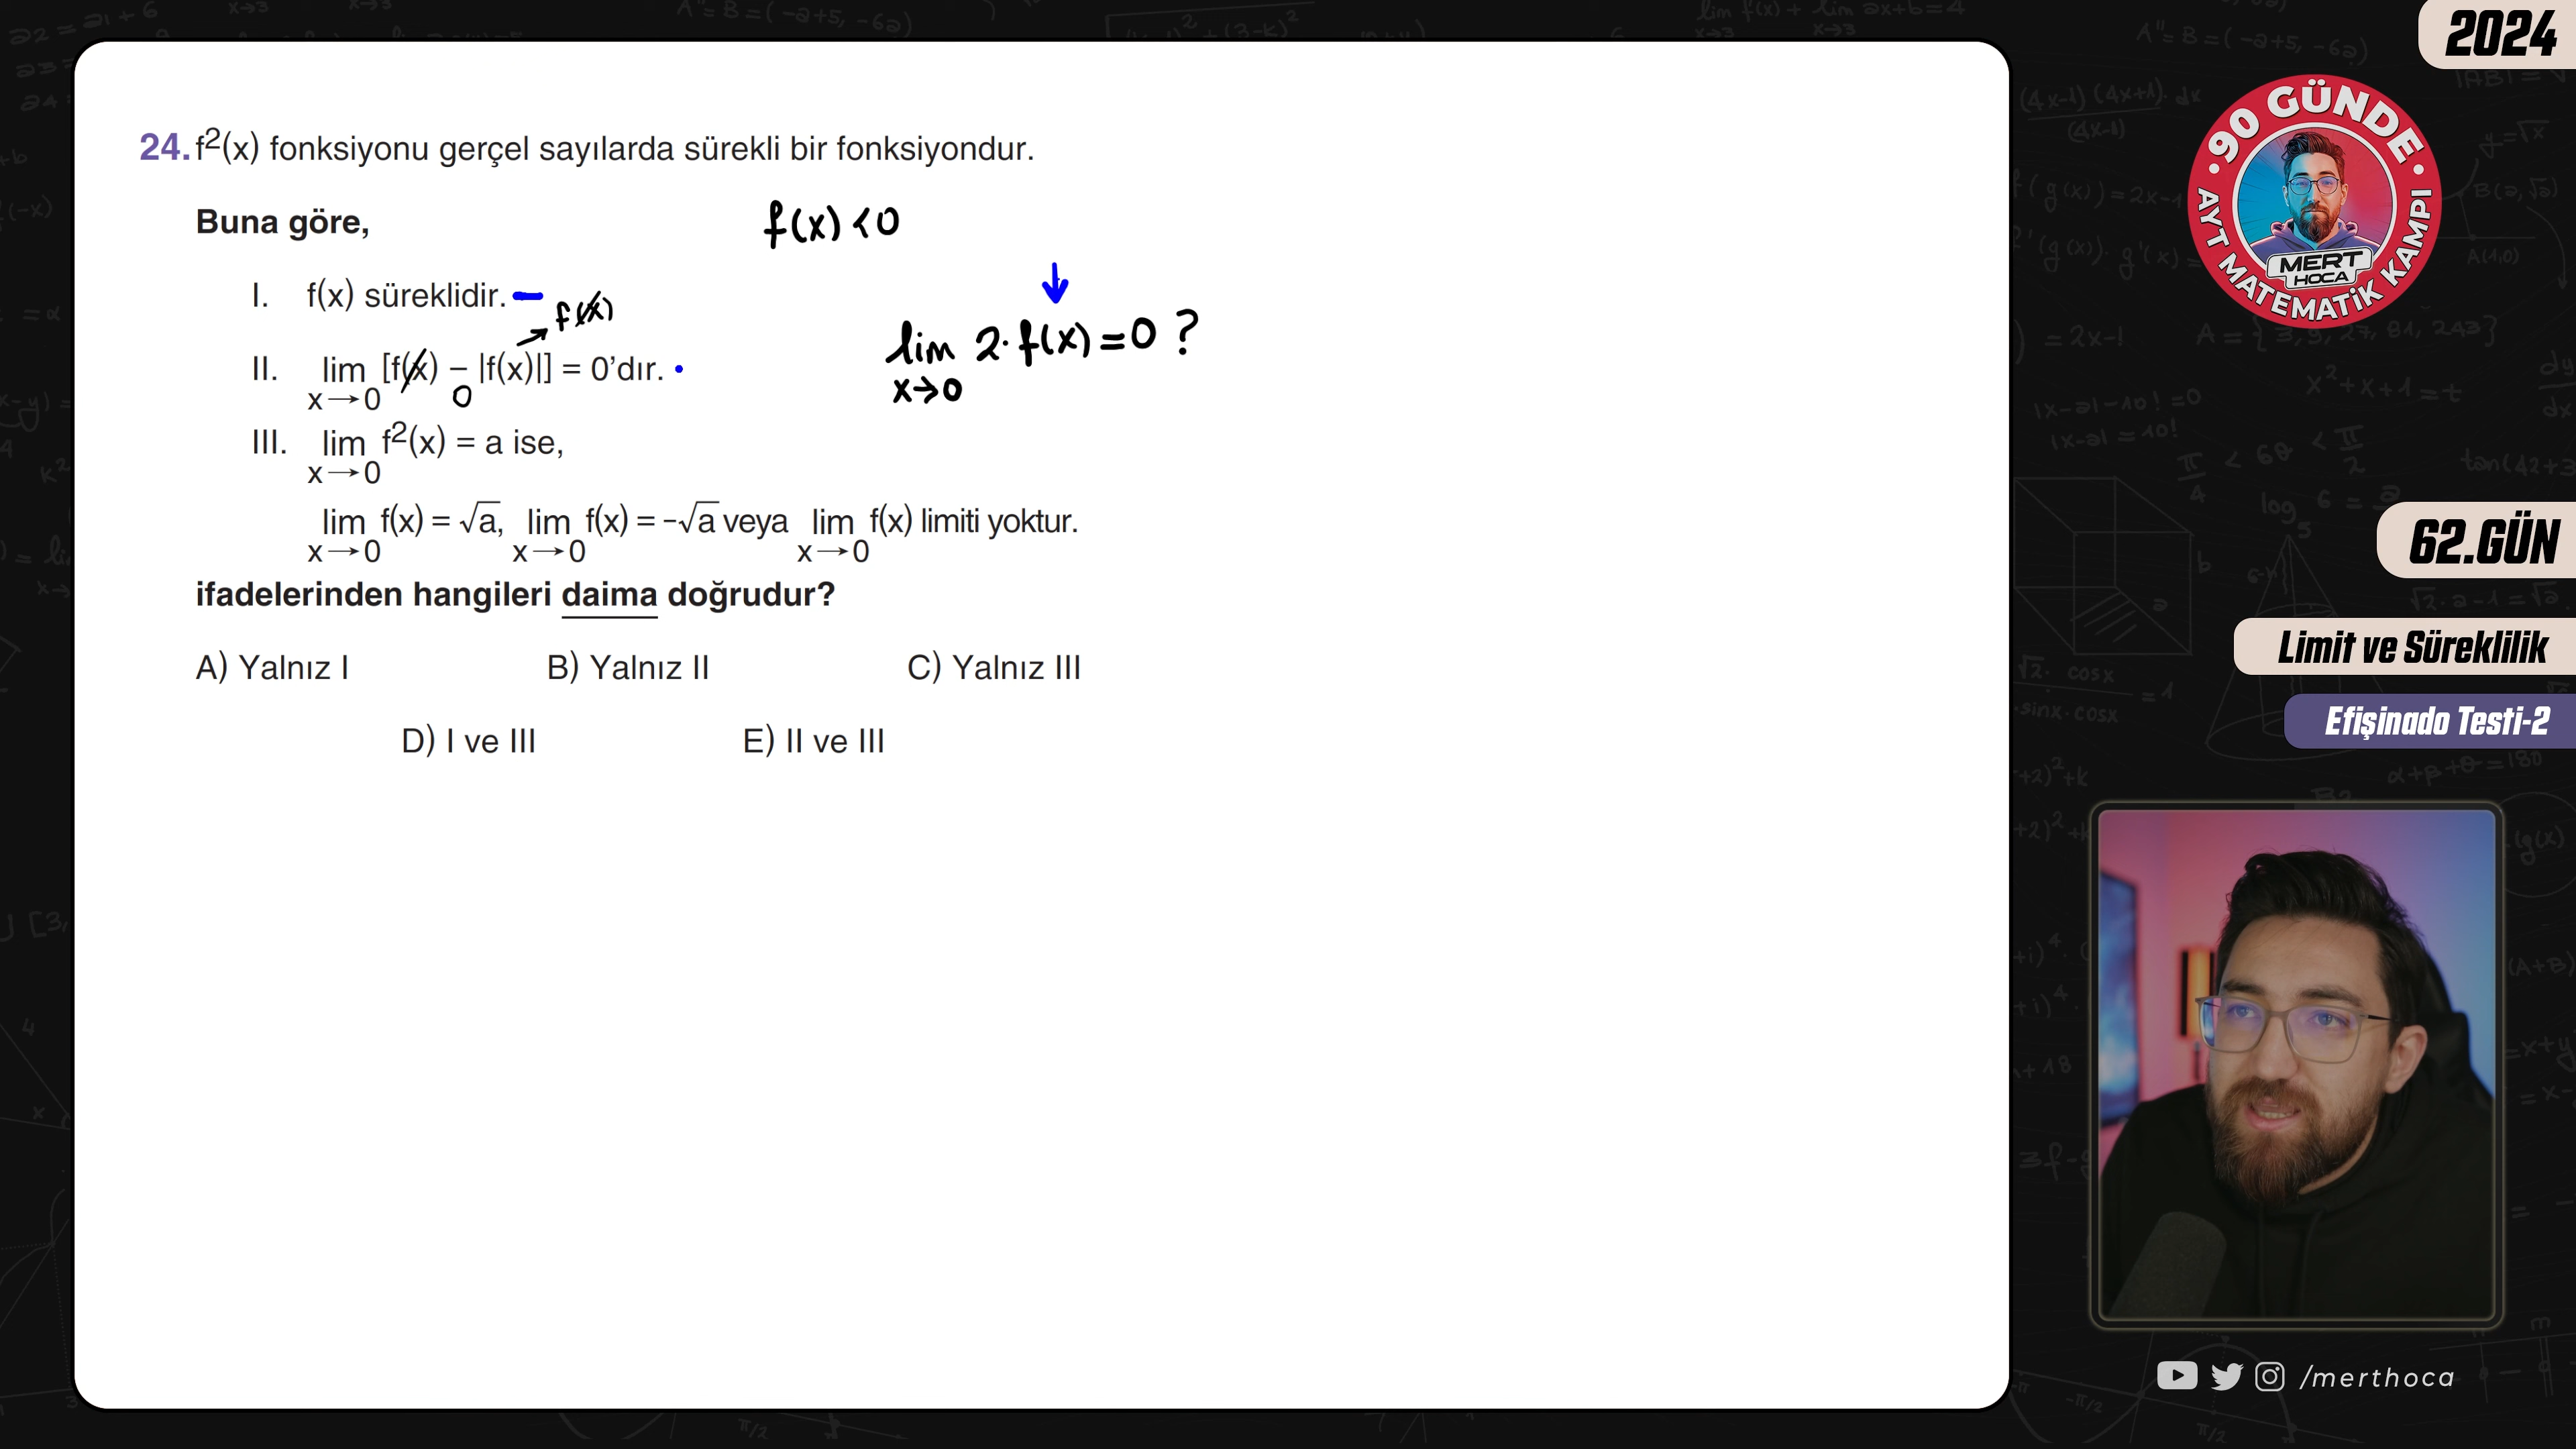 2024
90 GÜNDE
AYT MATEMATİK KAMPI
MERT
HOCA
24. f²(x) fonksiyonu gerçel sayılarda sürekli bir fonksiyondur.
Buna göre,
f(x) < 0
I. f(x) süreklidir.
f(x)
II. lim x→0 [f(x) − |f(x)|] = 0'dır.
0
lim x→0 2·f(x) = 0 ?
III. lim x→0 f²(x) = a ise,
lim x→0 f(x) = √a, lim x→0 f(x) = −√a veya lim x→0 f(x) limiti yoktur.
ifadelerinden hangileri daima doğrudur?
A) Yalnız I B) Yalnız II C) Yalnız III
D) I ve III E) II ve III
62.GÜN
Limit ve Süreklilik
Efişinado Testi-2
/merthoca